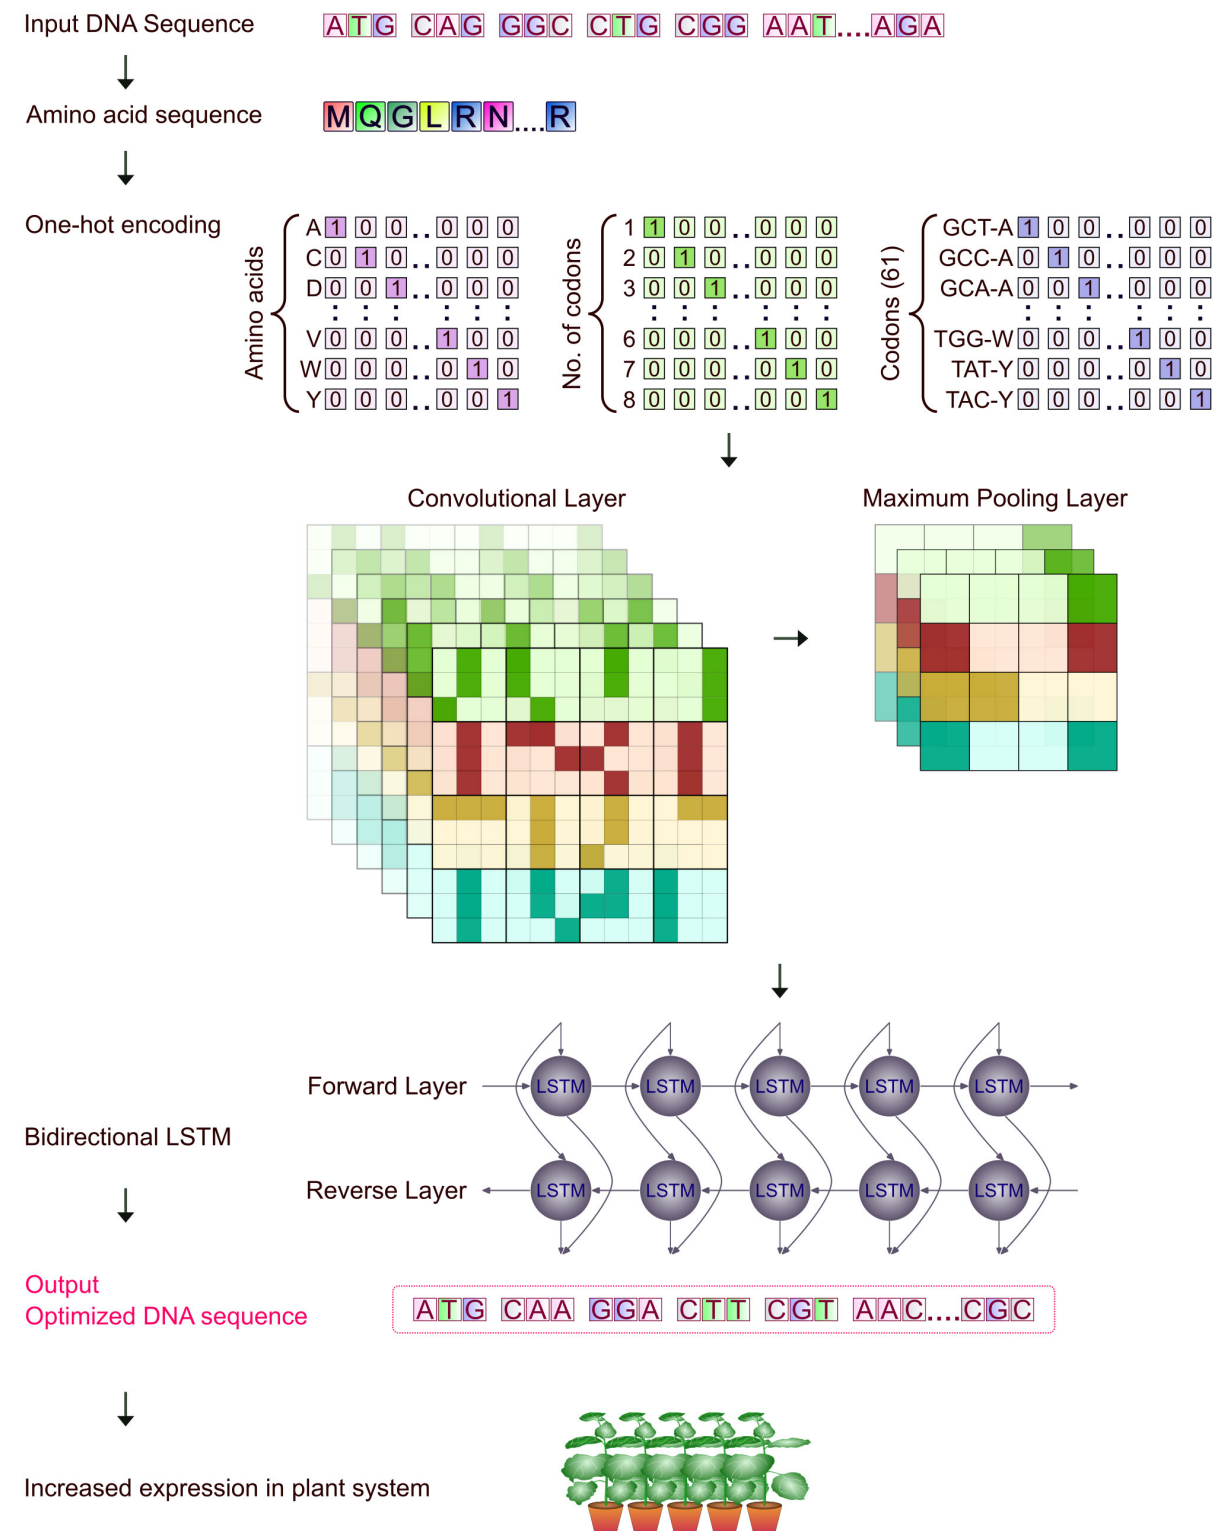 Input DNA Sequence ATG CAG GGC CTG CGG AAT....AGA
Amino acid sequence MQGLRN....R
One-hot encoding
Amino acids
A 1 0 0 .. 0 0 0
C 0 1 0 .. 0 0 0
D 0 0 1 .. 0 0 0
: : : : : :
V 0 0 0 .. 1 0 0
W 0 0 0 .. 0 1 0
Y 0 0 0 .. 0 0 1
No. of codons
1 1 0 0 .. 0 0 0
2 0 1 0 .. 0 0 0
3 0 0 1 .. 0 0 0
: : : : : :
6 0 0 0 .. 1 0 0
7 0 0 0 .. 0 1 0
8 0 0 0 .. 0 0 1
Codons (61)
GCT-A 1 0 0 .. 0 0 0
GCC-A 0 1 0 .. 0 0 0
GCA-A 0 0 1 .. 0 0 0
: : : : : :
TGG-W 0 0 0 .. 1 0 0
TAT-Y 0 0 0 .. 0 1 0
TAC-Y 0 0 0 .. 0 0 1
Convolutional Layer
Maximum Pooling Layer
Forward Layer LSTM LSTM LSTM LSTM LSTM
Bidirectional LSTM
Reverse Layer LSTM LSTM LSTM LSTM LSTM
Output
Optimized DNA sequence ATG CAA GGA CTT CGT AAC....CGC
Increased expression in plant system